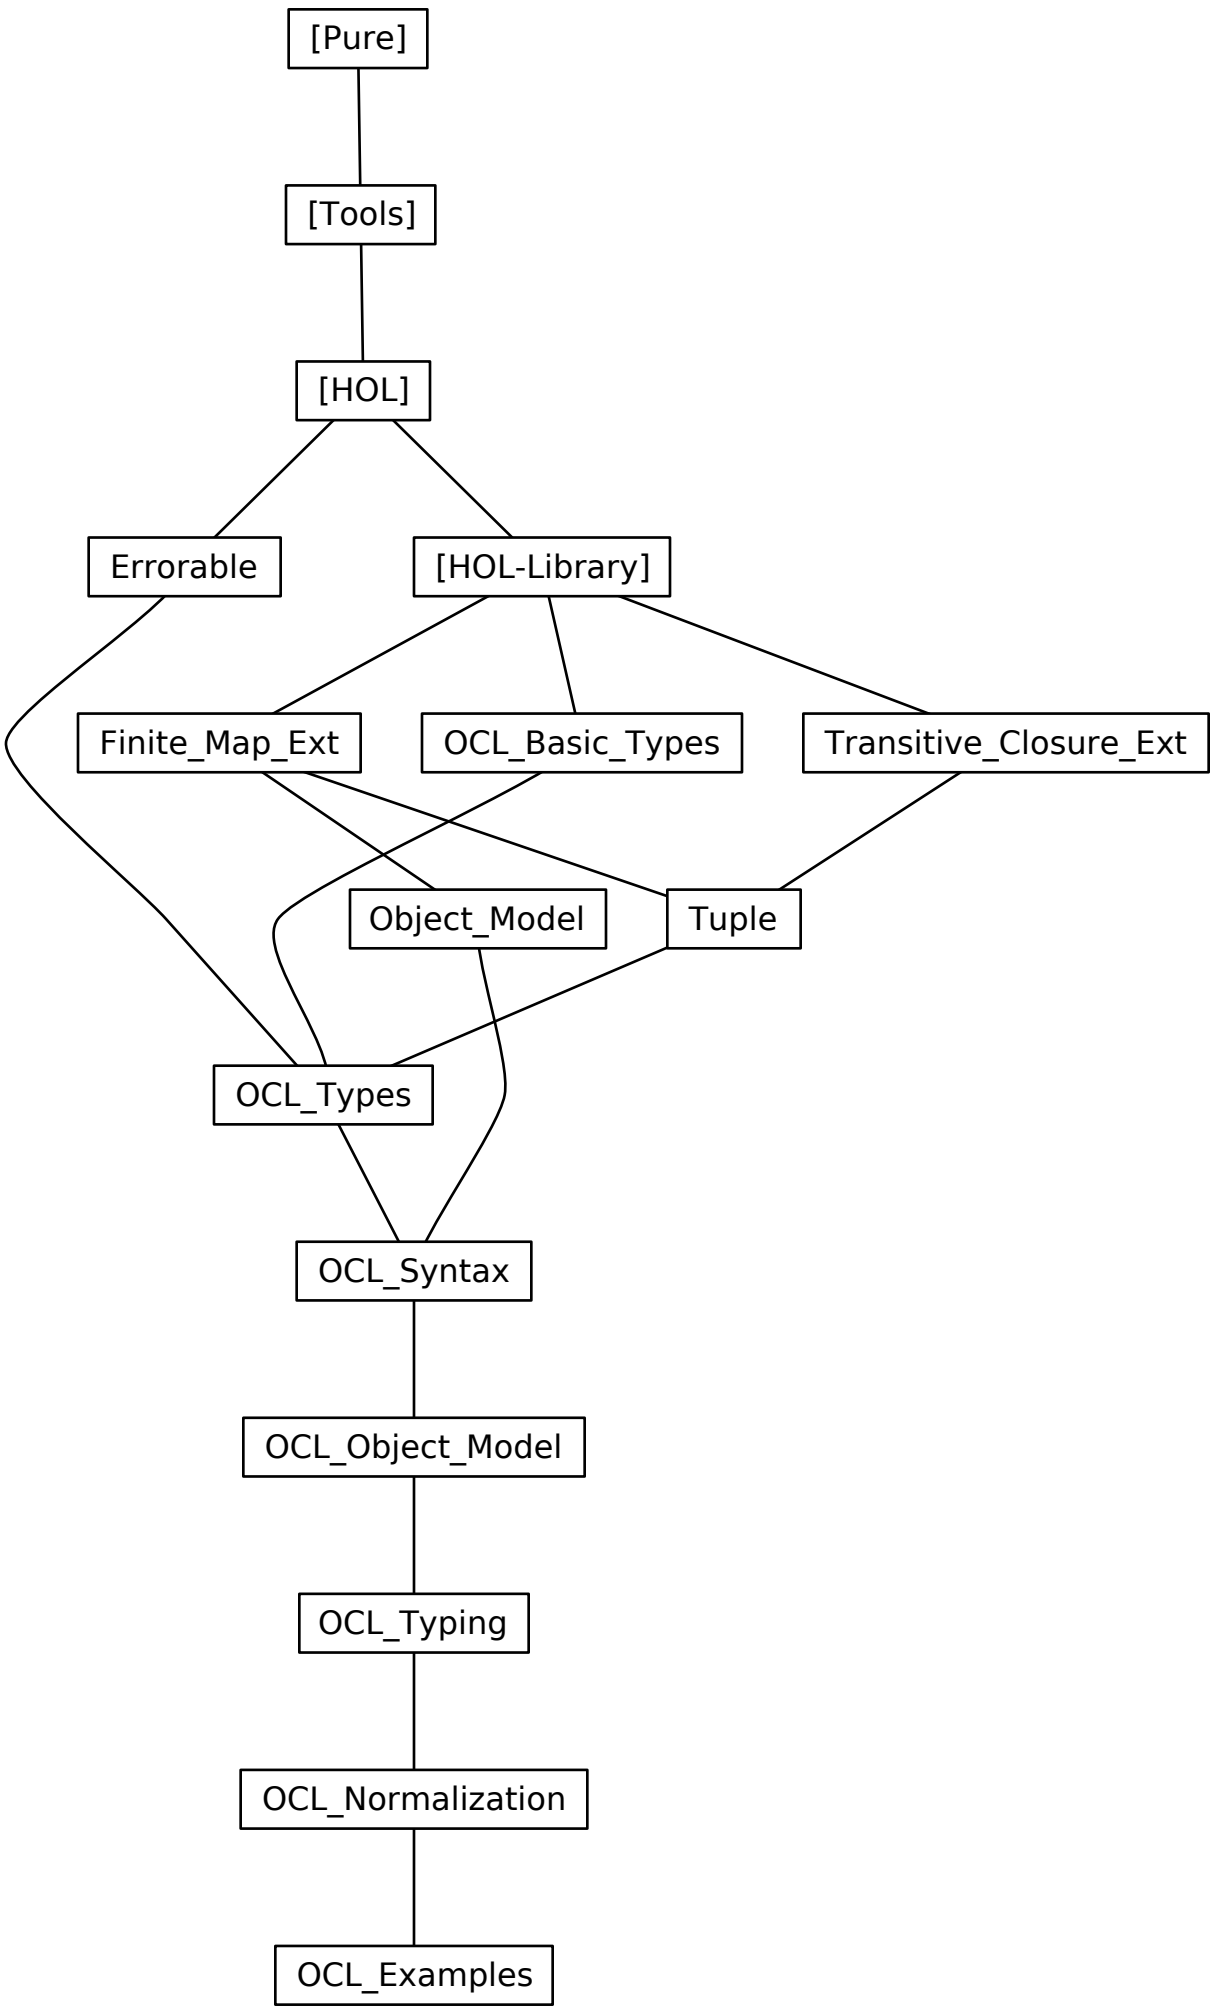 [Pure]
[Tools]
[HOL]
Errorable
[HOL-Library]
Finite_Map_Ext
OCL_Basic_Types
Transitive_Closure_Ext
Object_Model
Tuple
OCL_Types
OCL_Syntax
OCL_Object_Model
OCL_Typing
OCL_Normalization
OCL_Examples